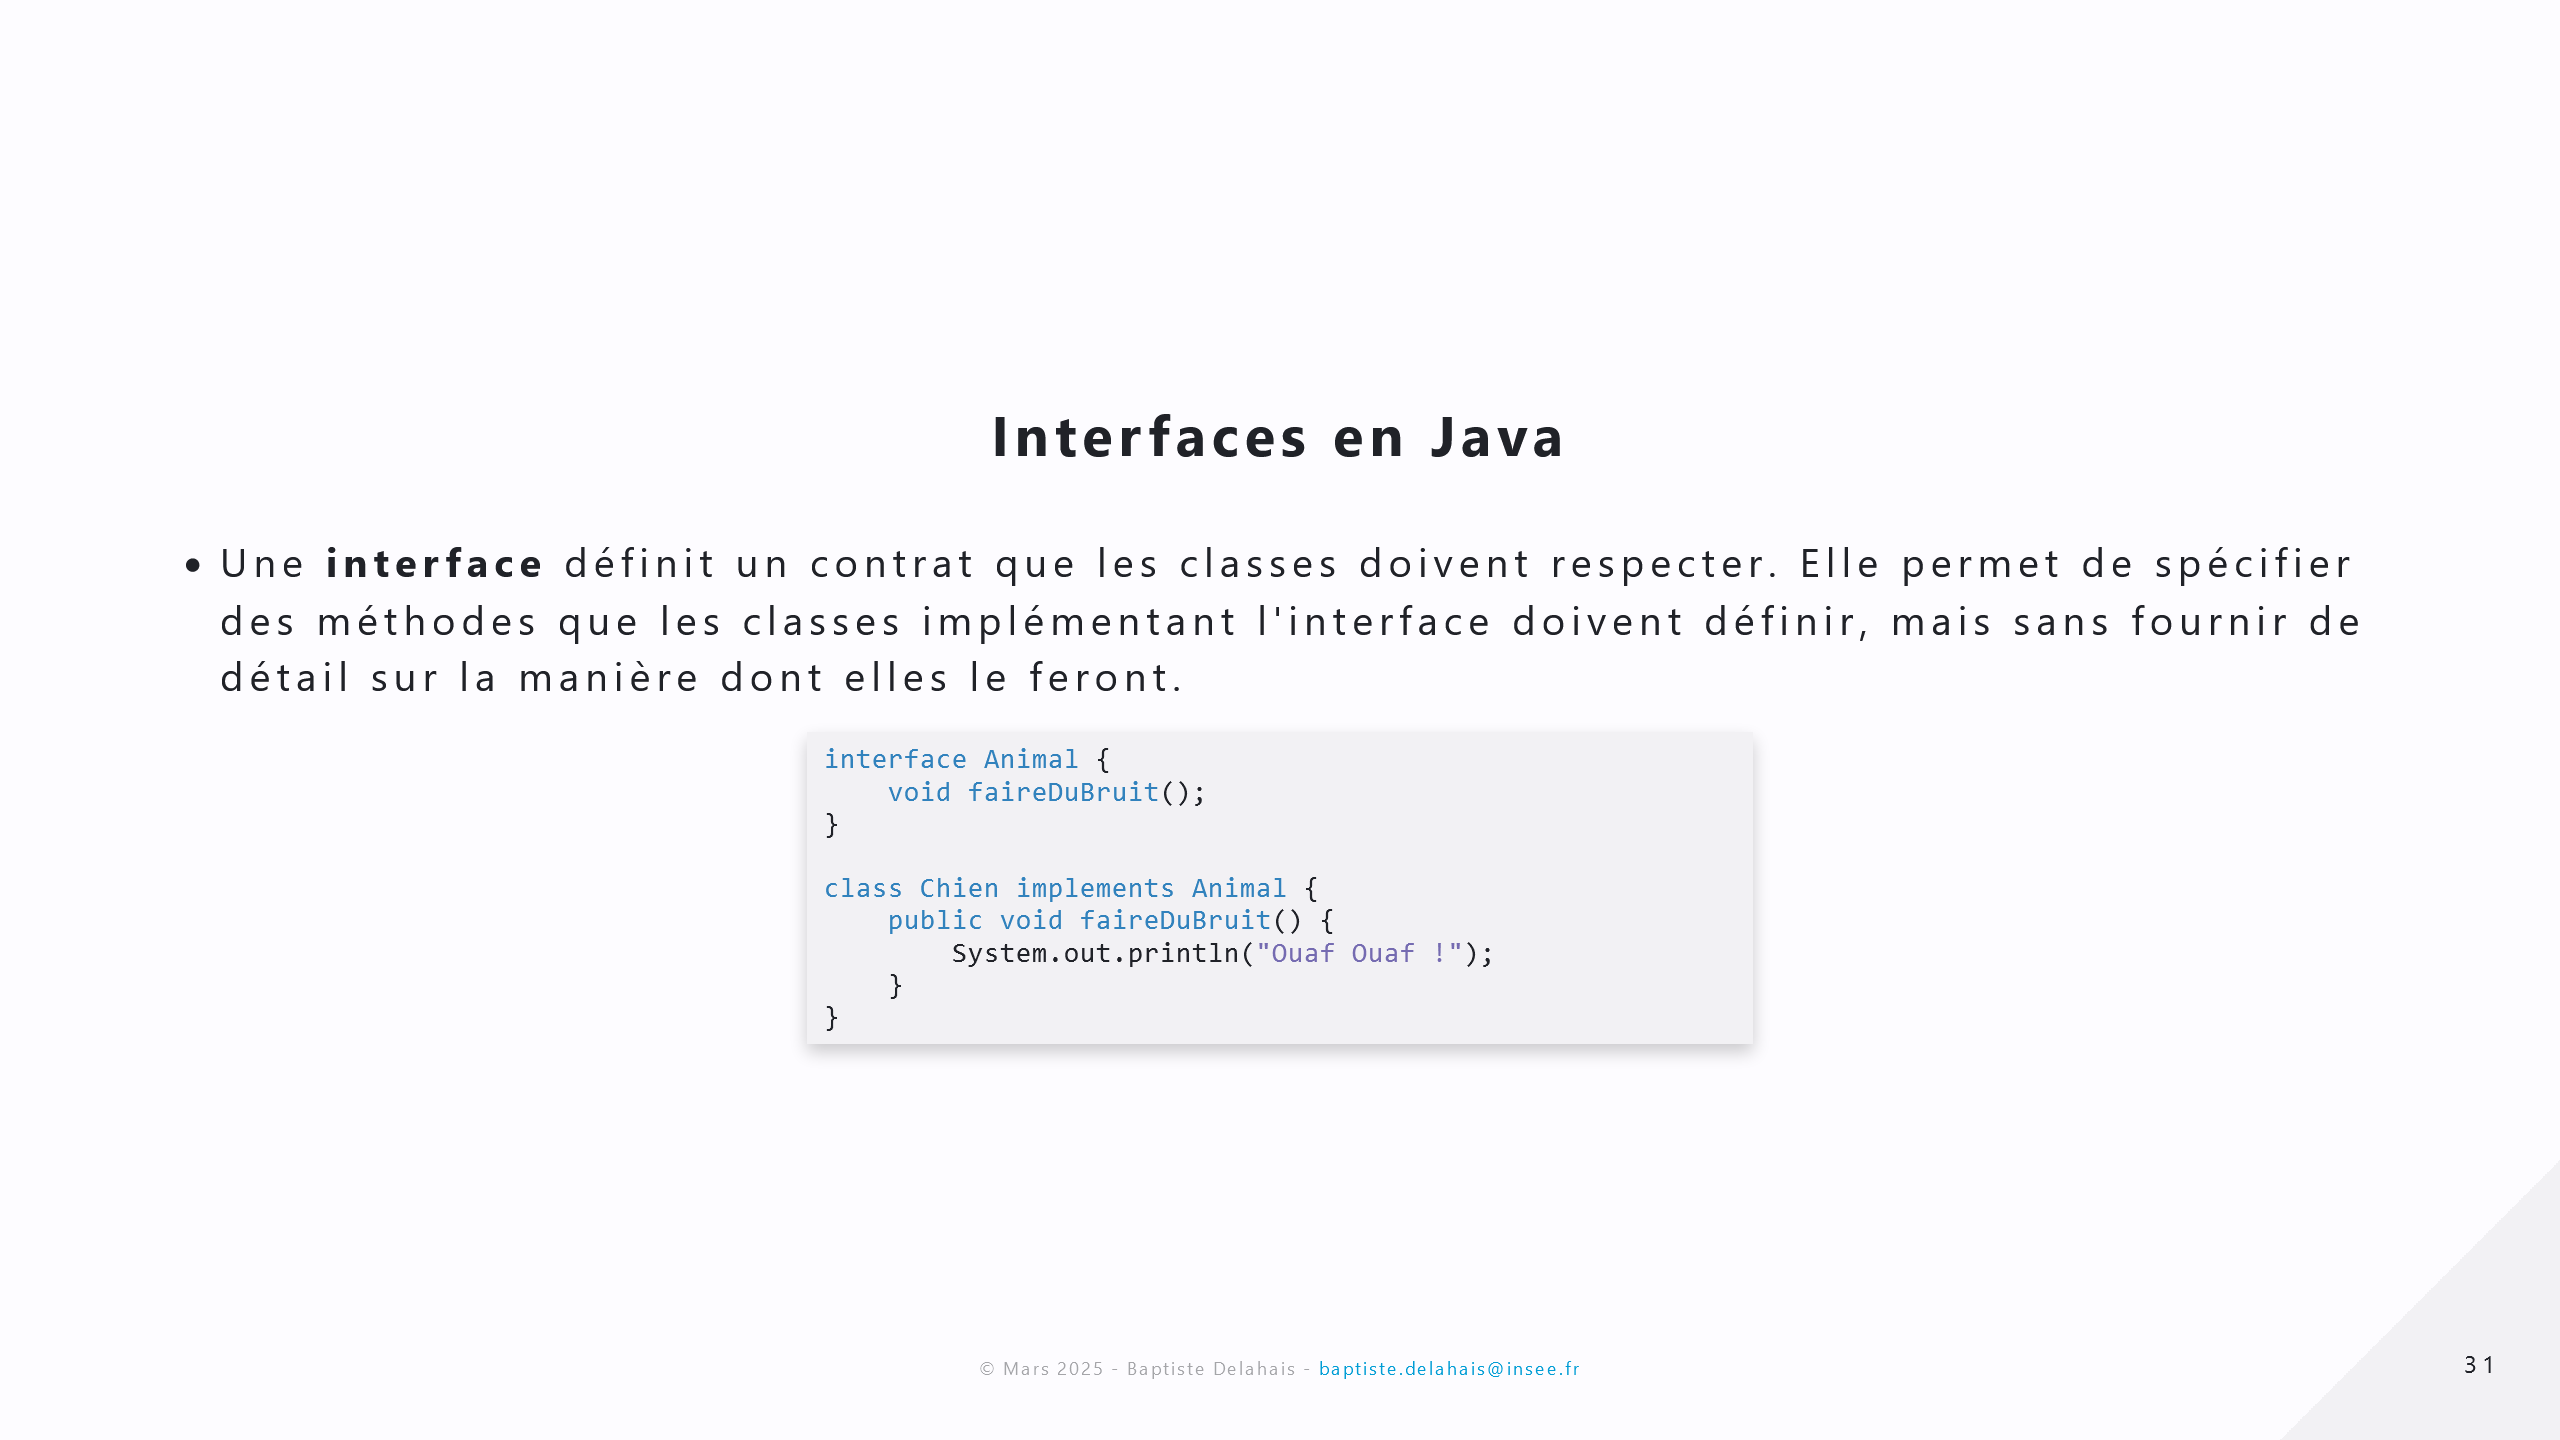 Interfaces en Java
• Une interface définit un contrat que les classes doivent respecter. Elle permet de spécifier
des méthodes que les classes implémentant l'interface doivent définir, mais sans fournir de
détail sur la manière dont elles le feront.
interface Animal {
    void faireDuBruit();
}

class Chien implements Animal {
    public void faireDuBruit() {
        System.out.println("Ouaf Ouaf !");
    }
}
© Mars 2025 - Baptiste Delahais - baptiste.delahais@insee.fr
31